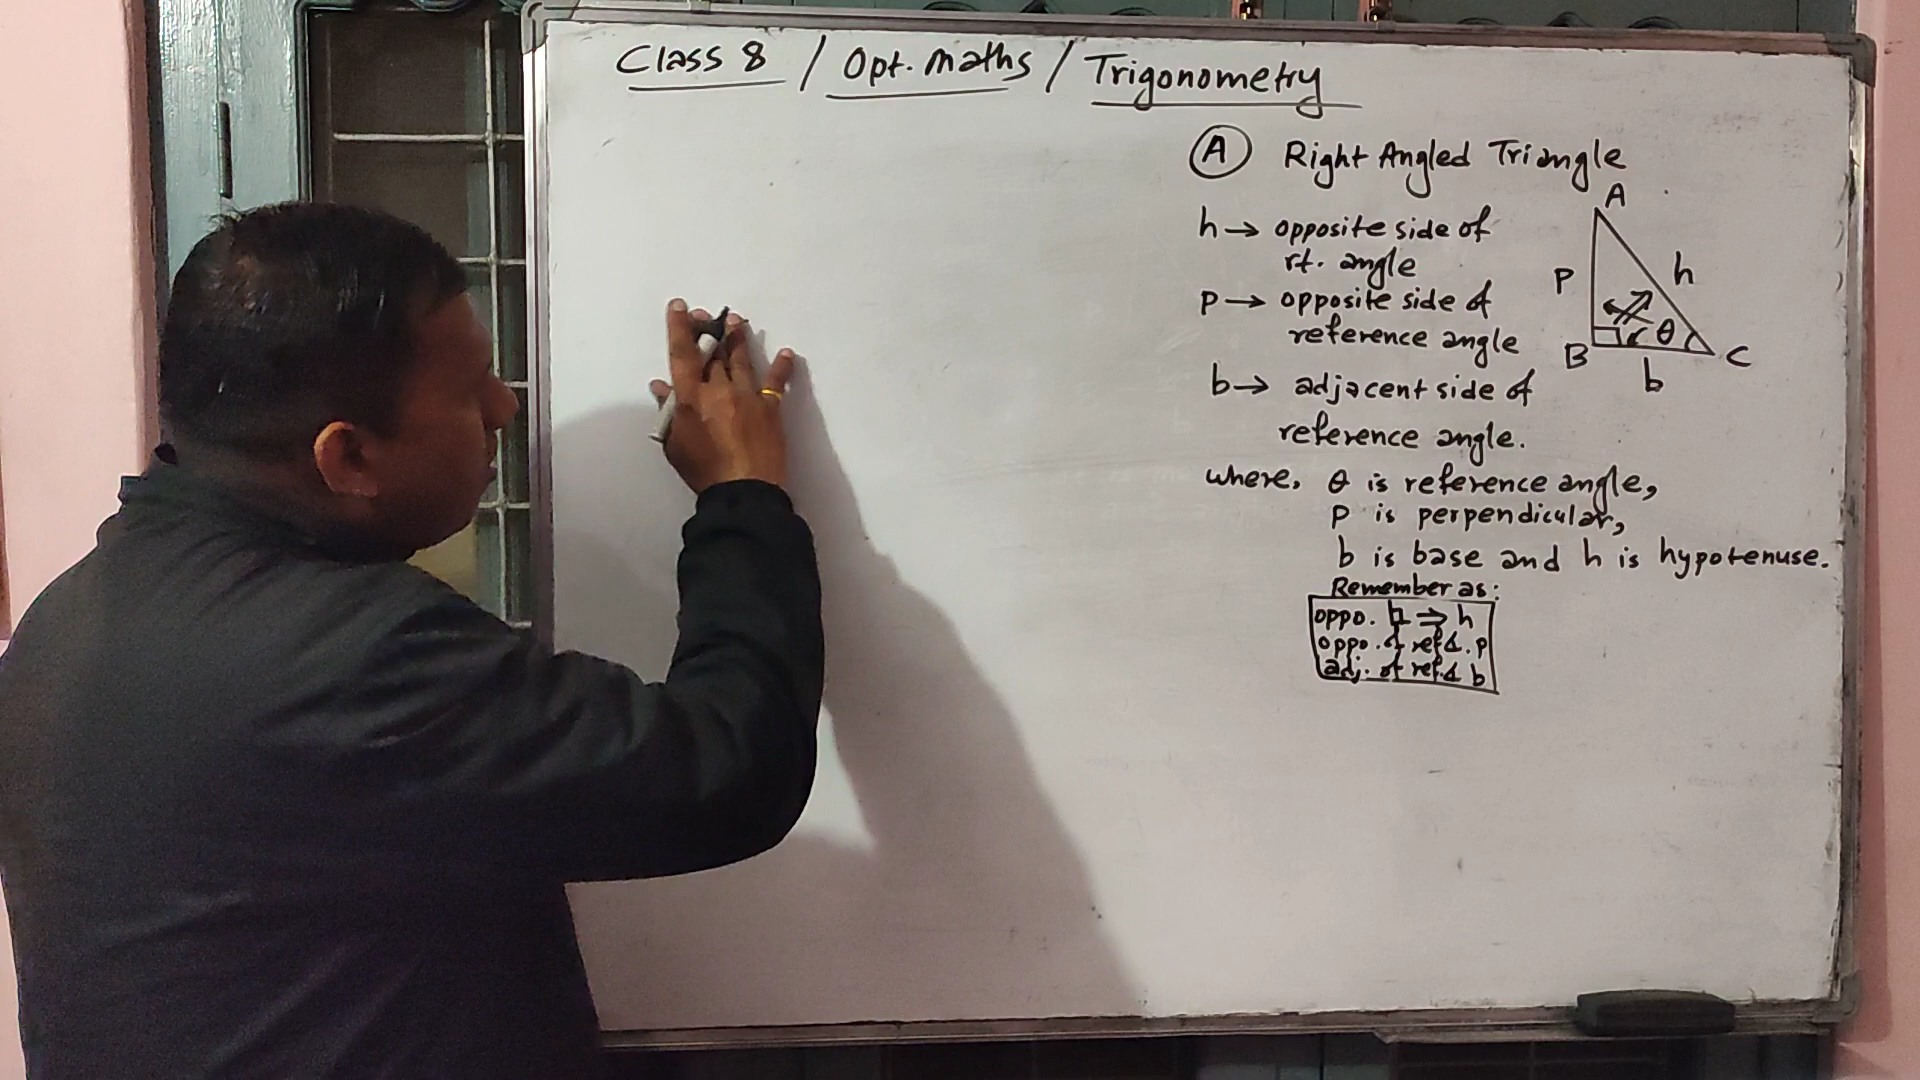 Class 8 / Opt. Maths / Trigonometry
A Right Angled Triangle
h → opposite side of
rt. angle
P → opposite side of
reference angle
b → adjacent side of
reference angle.
A
P
h
θ
B
b
C
where, θ is reference angle,
P is perpendicular,
b is base and h is hypotenuse.
Remember as:
oppo. ⇒ h
oppo. of ref∠. p
adj. of ref.∠ b